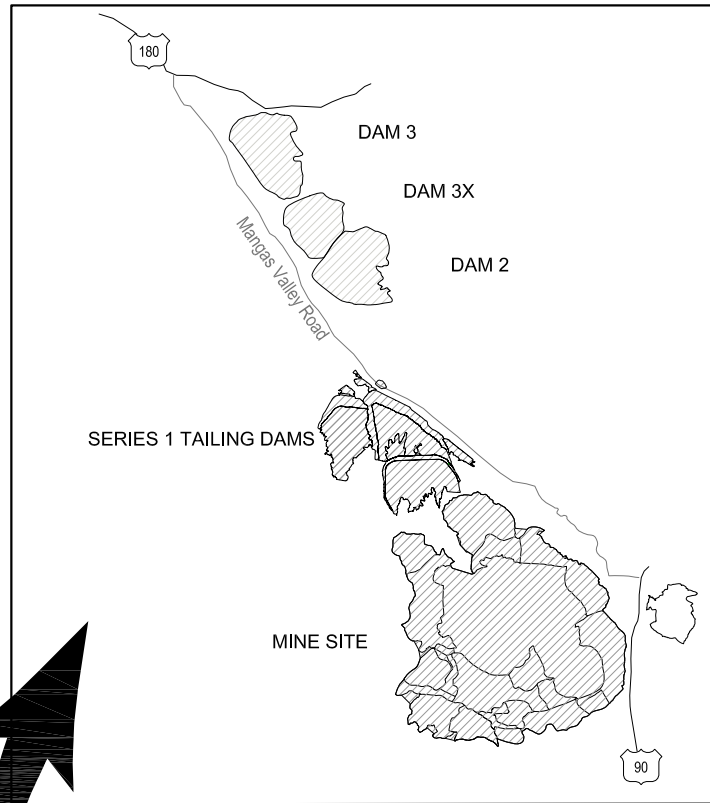 180
DAM 3
DAM 3X
Mangas Valley Road
DAM 2
SERIES 1 TAILING DAMS
MINE SITE
90